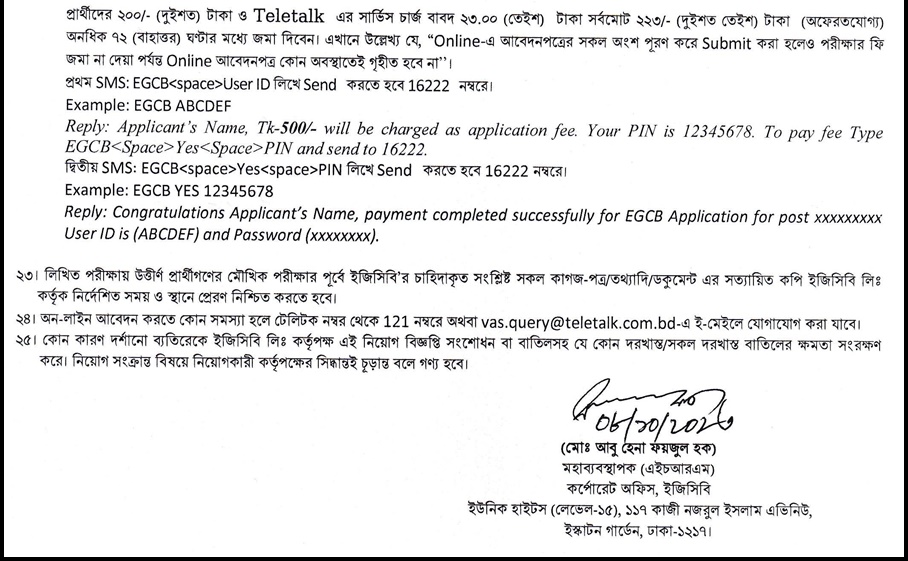 প্রার্থীদের ২০০/- (দুইশত) টাকা ও Teletalk এর সার্ভিস চার্জ বাবদ ২৩.০০ (তেইশ) টাকা সর্বমোট ২২৩/- (দুইশত তেইশ) টাকা (অফেরতযোগ্য)
অনধিক ৭২ (বাহাত্তর) ঘণ্টার মধ্যে জমা দিবেন। এখানে উল্লেখ্য যে, “Online-এ আবেদনপত্রের সকল অংশ পূরণ করে Submit করা হলেও পরীক্ষার ফি
জমা না দেয়া পর্যন্ত Online আবেদনপত্র কোন অবস্থাতেই গৃহীত হবে না”।
প্রথম SMS: EGCB<space>User ID লিখে Send করতে হবে 16222 নম্বরে।
Example: EGCB ABCDEF
Reply: Applicant’s Name, Tk-500/- will be charged as application fee. Your PIN is 12345678. To pay fee Type
EGCB<Space>Yes<Space>PIN and send to 16222.
দ্বিতীয় SMS: EGCB<space>Yes<space>PIN লিখে Send করতে হবে 16222 নম্বরে।
Example: EGCB YES 12345678
Reply: Congratulations Applicant’s Name, payment completed successfully for EGCB Application for post xxxxxxxxx
User ID is (ABCDEF) and Password (xxxxxxxx).
২৩। লিখিত পরীক্ষায় উত্তীর্ণ প্রার্থীগণের মৌখিক পরীক্ষার পূর্বে ইজিসিবি’র চাহিদাকৃত সংশ্লিষ্ট সকল কাগজ-পত্র/তথ্যাদি/ডকুমেন্ট এর সত্যায়িত কপি ইজিসিবি লিঃ
কর্তৃক নির্দেশিত সময় ও স্থানে প্রেরণ নিশ্চিত করতে হবে।
২৪। অন-লাইন আবেদন করতে কোন সমস্যা হলে টেলিটক নম্বর থেকে 121 নম্বরে অথবা vas.query@teletalk.com.bd-এ ই-মেইলে যোগাযোগ করা যাবে।
২৫। কোন কারণ দর্শানো ব্যতিরেকে ইজিসিবি লিঃ কর্তৃপক্ষ এই নিয়োগ বিজ্ঞপ্তি সংশোধন বা বাতিলসহ যে কোন দরখাস্ত/সকল দরখাস্ত বাতিলের ক্ষমতা সংরক্ষণ
করে। নিয়োগ সংক্রান্ত বিষয়ে নিয়োগকারী কর্তৃপক্ষের সিদ্ধান্তই চূড়ান্ত বলে গণ্য হবে।
(মোঃ আবু হেনা ফয়জুল হক)
মহাব্যবস্থাপক (এইচআরএম)
কর্পোরেট অফিস, ইজিসিবি
ইউনিক হাইটস (লেভেল-১৫), ১১৭ কাজী নজরুল ইসলাম এভিনিউ,
ইস্কাটন গার্ডেন, ঢাকা-১২১৭।